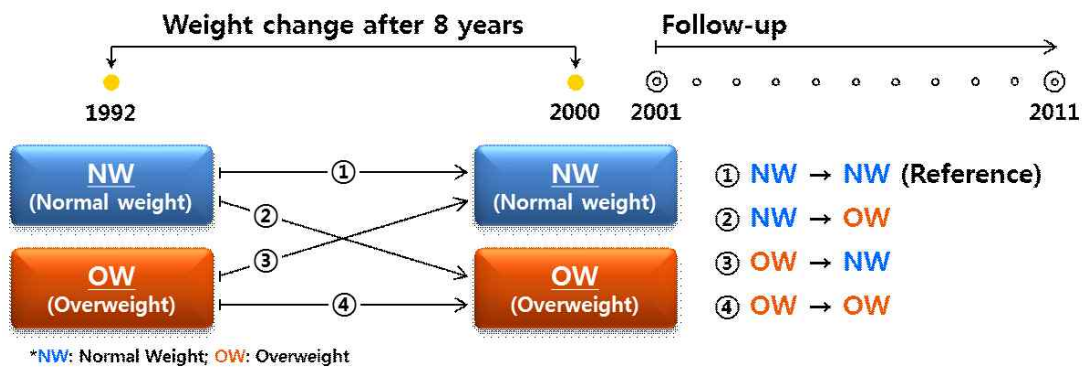 Weight change after 8 years
Follow-up
1992
2000
2001
2011
NW
(Normal weight)
OW
(Overweight)
①
②
③
④
NW
(Normal weight)
OW
(Overweight)
① NW → NW (Reference)
② NW → OW
③ OW → NW
④ OW → OW
*NW: Normal Weight; OW: Overweight